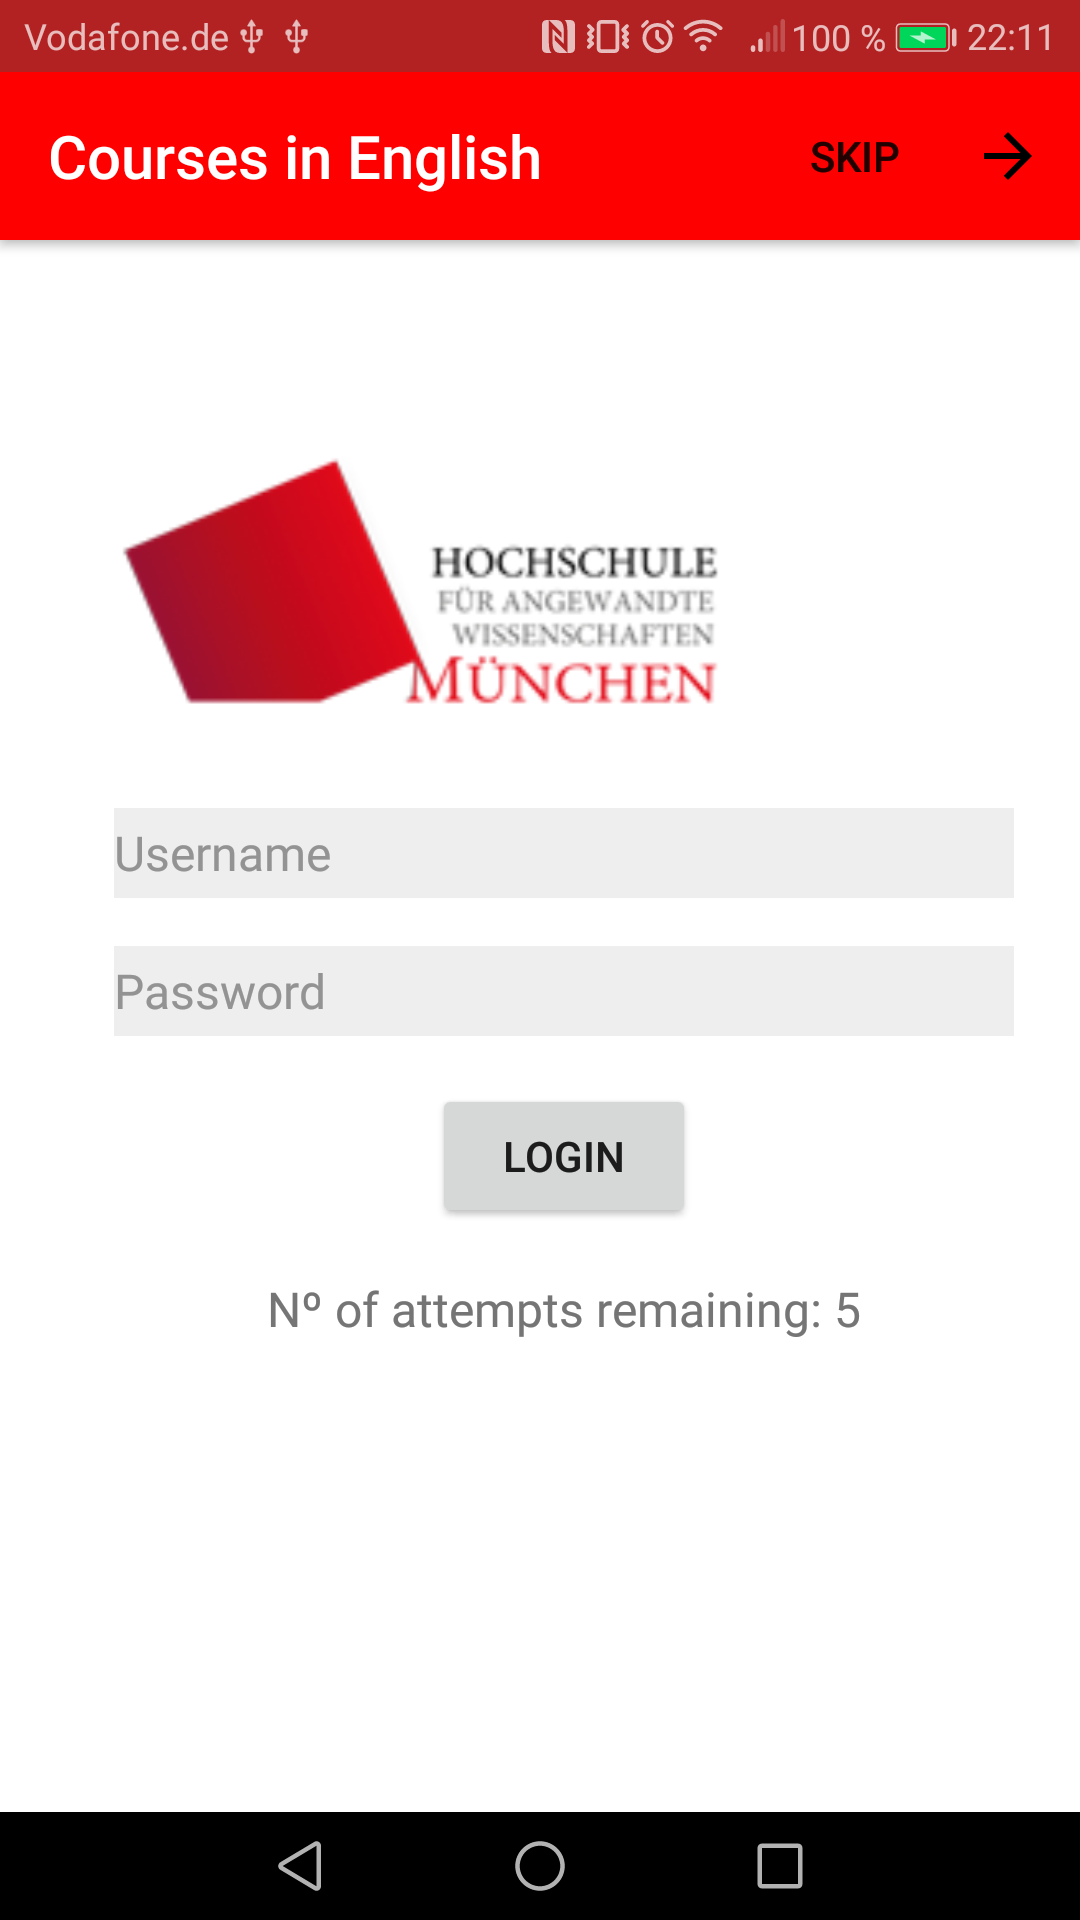 Vodafone.de 100 % 22:11
Courses in English SKIP
HOCHSCHULE
FÜR ANGEWANDTE
WISSENSCHAFTEN
MÜNCHEN
Username
Password
LOGIN
Nº of attempts remaining: 5